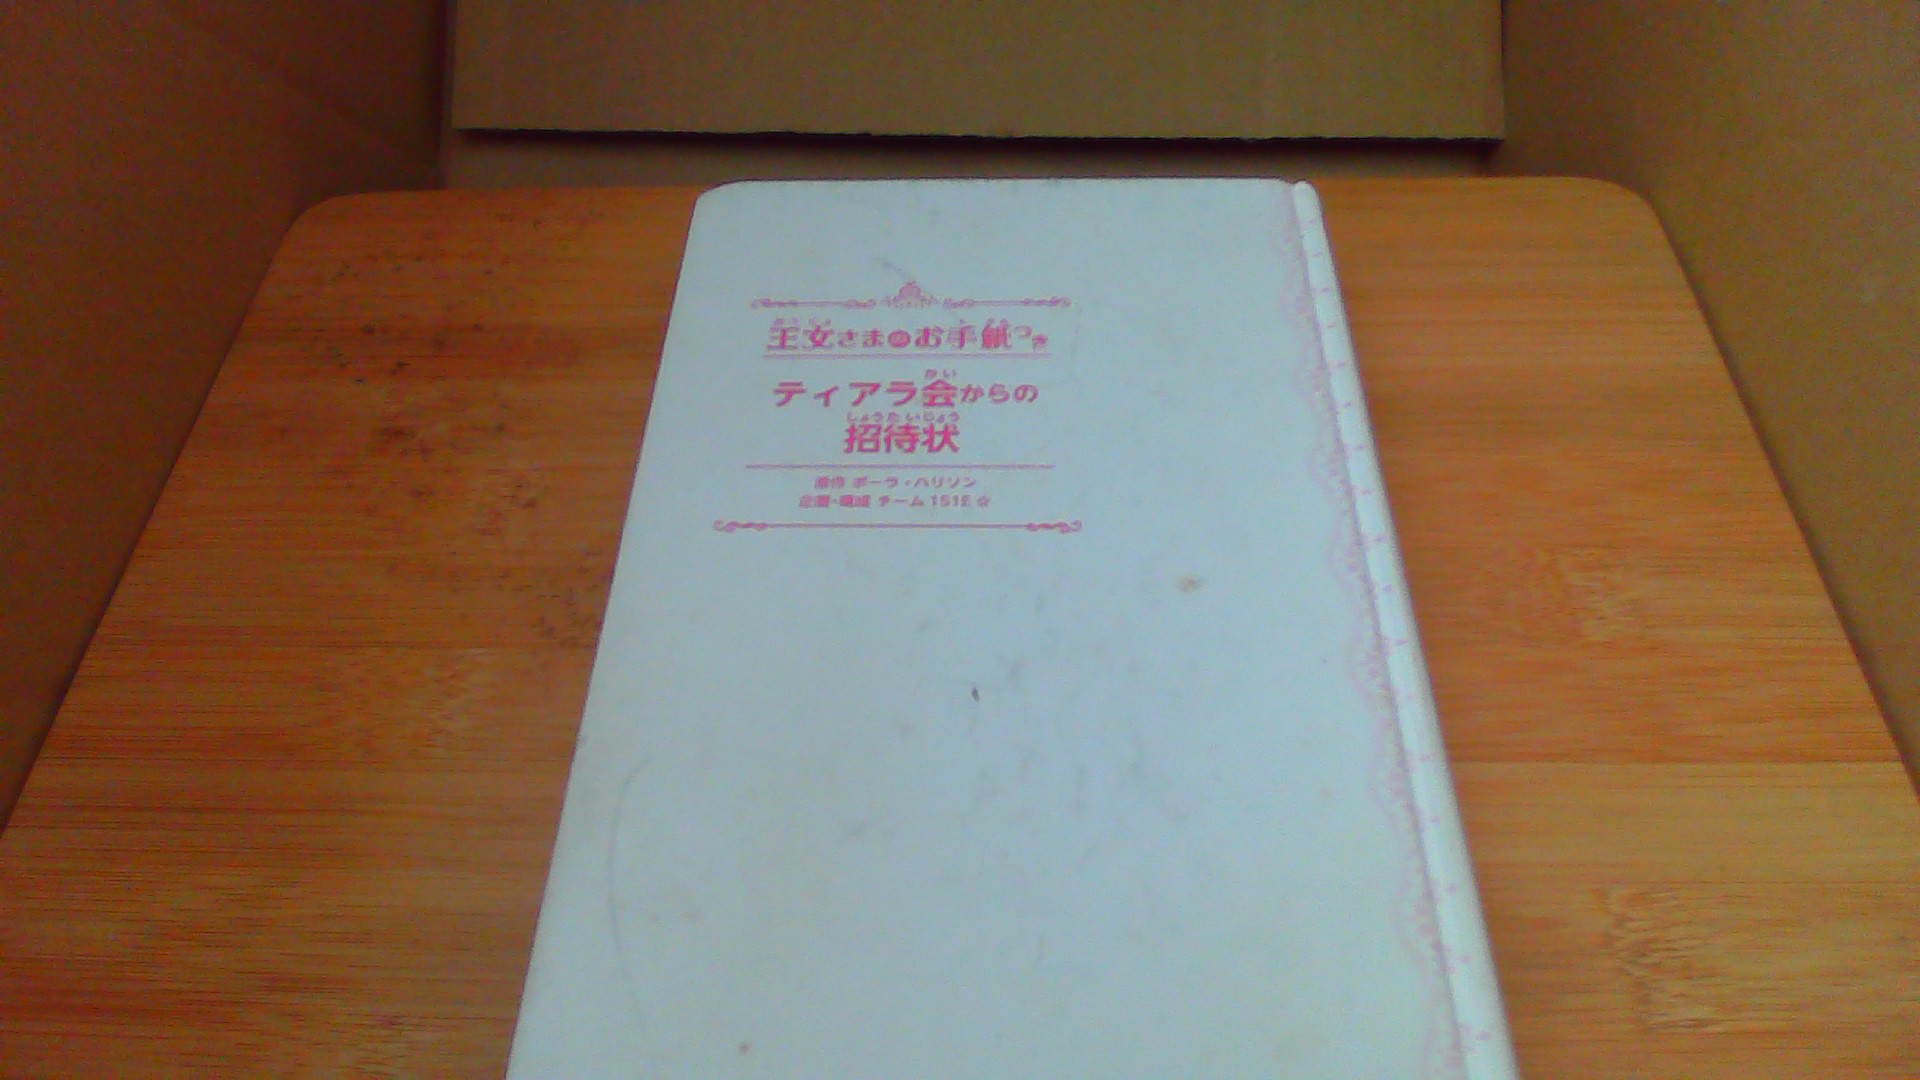 王女さまのお手紙つき
ティアラ会からの
招待状
原作 ポーラ・ハリソン
企画・構成 チーム151E☆